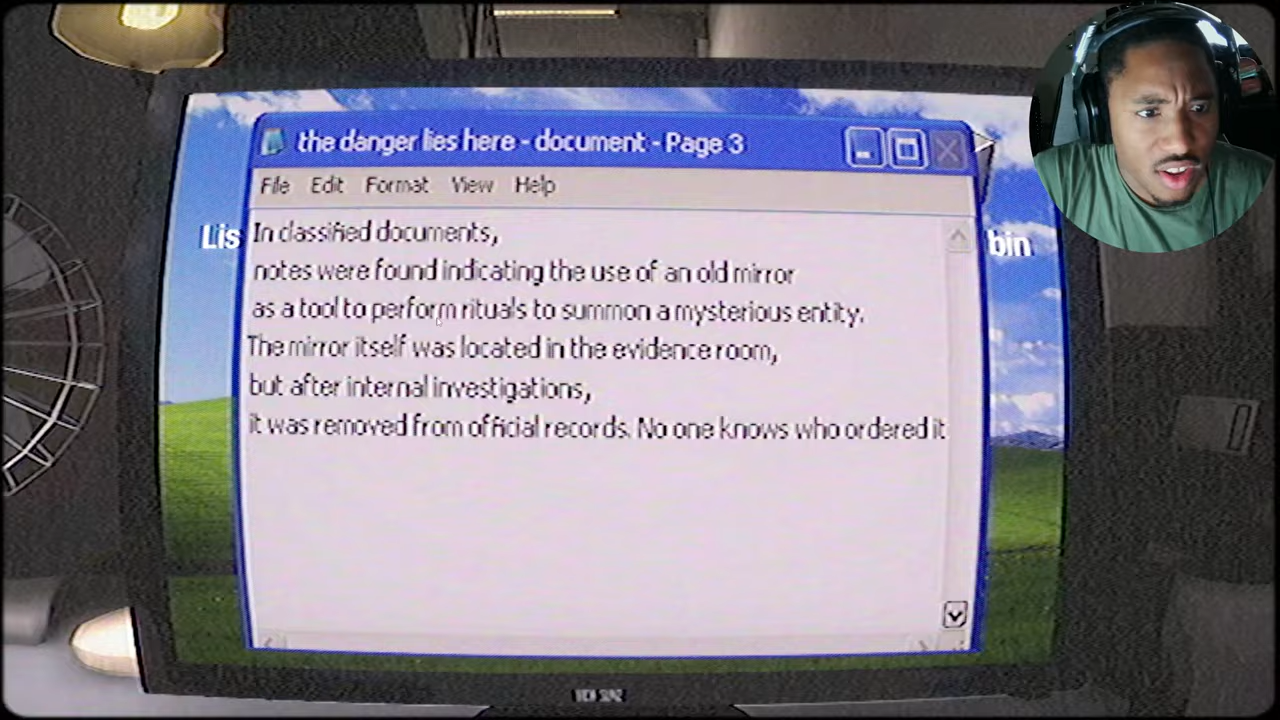 the danger lies here - document - Page 3
File Edit Format View Help
Lis
bin
In classified documents,
notes were found indicating the use of an old mirror
as a tool to perform rituals to summon a mysterious entity.
The mirror itself was located in the evidence room,
but after internal investigations,
it was removed from official records. No one knows who ordered it